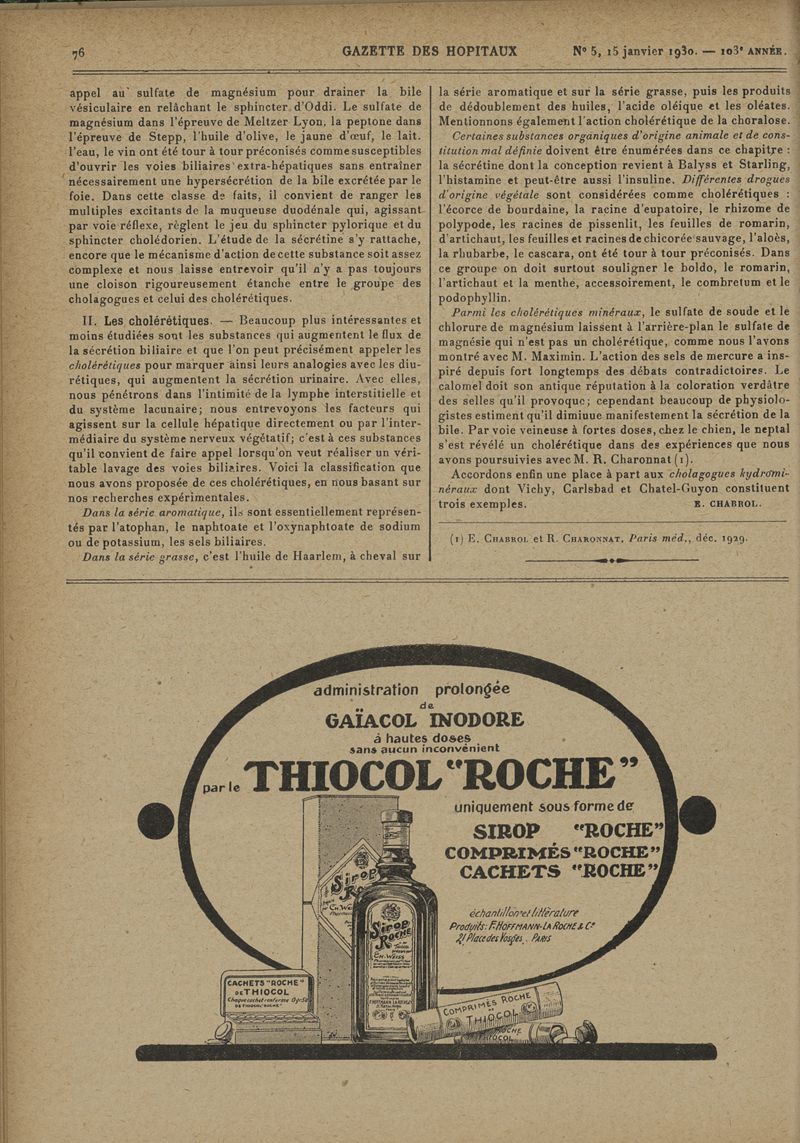 76
GAZETTE DES HOPITAUX
N° 5, 15 janvier 1930. — 103e ANNÉE.
appel au sulfate de magnésium pour drainer la bile
vésiculaire en relâchant le sphincter d'Oddi. Le sulfate de
magnésium dans l'épreuve de Meltzer Lyon, la peptone dans
l'épreuve de Stepp, l'huile d'olive, le jaune d'œuf, le lait.
l'eau, le vin ont été tour à tour préconisés comme susceptibles
d'ouvrir les voies biliaires extra-hépatiques sans entraîner
nécessairement une hypersécrétion de la bile excrétée par le
foie. Dans cette classe de faits, il convient de ranger les
multiples excitants de la muqueuse duodénale qui, agissant
par voie réflexe, règlent le jeu du sphincter pylorique et du
sphincter cholédorien. L'étude de la sécrétine s'y rattache,
encore que le mécanisme d'action de cette substance soit assez
complexe et nous laisse entrevoir qu'il n'y a pas toujours
une cloison rigoureusement étanche entre le groupe des
cholagogues et celui des cholérétiques.
II. Les cholérétiques. — Beaucoup plus intéressantes et
moins étudiées sont les substances qui augmentent le flux de
la sécrétion biliaire et que l'on peut précisément appeler les
cholérétiques pour marquer ainsi leurs analogies avec les diu-
rétiques, qui augmentent la sécrétion urinaire. Avec elles,
nous pénétrons dans l'intimité de la lymphe interstitielle et
du système lacunaire; nous entrevoyons les facteurs qui
agissent sur la cellule hépatique directement ou par l'inter-
médiaire du système nerveux végétatif; c'est à ces substances
qu'il convient de faire appel lorsqu'on veut réaliser un véri-
table lavage des voies biliaires. Voici la classification que
nous avons proposée de ces cholérétiques, en nous basant sur
nos recherches expérimentales.
Dans la série aromatique, ils sont essentiellement représen-
tés par l'atophan, le naphtoate et l'oxynaphtoate de sodium
ou de potassium, les sels biliaires.
Dans la série grasse, c'est l'huile de Haarlem, à cheval sur
la série aromatique et sur la série grasse, puis les produits
de dédoublement des huiles, l'acide oléique et les oléates.
Mentionnons également l'action cholérétique de la choralose.
Certaines substances organiques d'origine animale et de cons-
titution mal définie doivent être énumérées dans ce chapitre :
la sécrétine dont la conception revient à Balyss et Starling,
l'histamine et peut-être aussi l'insuline. Différentes drogues
d'origine végétale sont considérées comme cholérétiques :
l'écorce de bourdaine, la racine d'eupatoire, le rhizome de
polypode, les racines de pissenlit, les feuilles de romarin,
d'artichaut, les feuilles et racines de chicorée sauvage, l'aloès,
la rhubarbe, le cascara, ont été tour à tour préconisés. Dans
ce groupe on doit surtout souligner le boldo, le romarin,
l'artichaut et la menthe, accessoirement, le combretum et le
podophyllin.
Parmi les cholérétiques minéraux, le sulfate de soude et le
chlorure de magnésium laissent à l'arrière-plan le sulfate de
magnésie qui n'est pas un cholérétique, comme nous l'avons
montré avec M. Maximin. L'action des sels de mercure a ins-
piré depuis fort longtemps des débats contradictoires. Le
calomel doit son antique réputation à la coloration verdâtre
des selles qu'il provoque; cependant beaucoup de physiolo-
gistes estiment qu'il dimiuue manifestement la sécrétion de la
bile. Par voie veineuse à fortes doses, chez le chien, le neptal
s'est révélé un cholérétique dans des expériences que nous
avons poursuivies avec M. R. Charonnat (1).
Accordons enfin une place à part aux cholagogues hydromi-
néraux dont Vichy, Carlsbad et Chatel-Guyon constituent
trois exemples. E. CHABROL.
(1) E. CHABROL et R. CHARONNAT, Paris méd., déc. 1929.
administration prolongée
de
GAÏACOL INODORE
à hautes doses
sans aucun inconvénient
par le THIOCOL "ROCHE"
uniquement sous forme de
SIROP "ROCHE"
COMPRIMÉS "ROCHE"
CACHETS "ROCHE"
échantillon et littérature
Produits: F. HOFFMANN-LA ROCHE & Cie
21 Place des Vosges. PARIS
Sirop
SIROP
ROCHE
CH. WEISS
CACHETS "ROCHE"
DE THIOCOL
Chaque cachet renferme 0gr50
COMPRIMÉS ROCHE
THIOCOL
ROCHE
THIOCOL